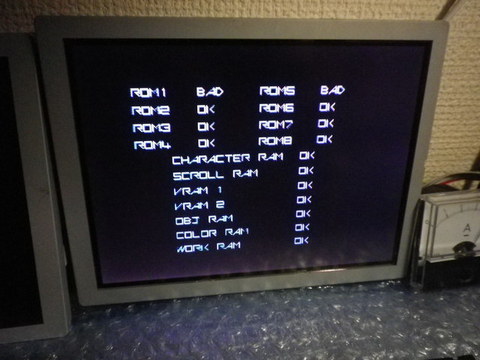 ROM1 BAD ROM5 BAD
ROM2 OK ROM6 OK
ROM3 OK ROM7 OK
ROM4 OK ROM8 OK
CHARACTER RAM OK
SCROLL RAM OK
VRAM 1 OK
VRAM 2 OK
OBJ RAM OK
COLOR RAM OK
WORK RAM OK
A